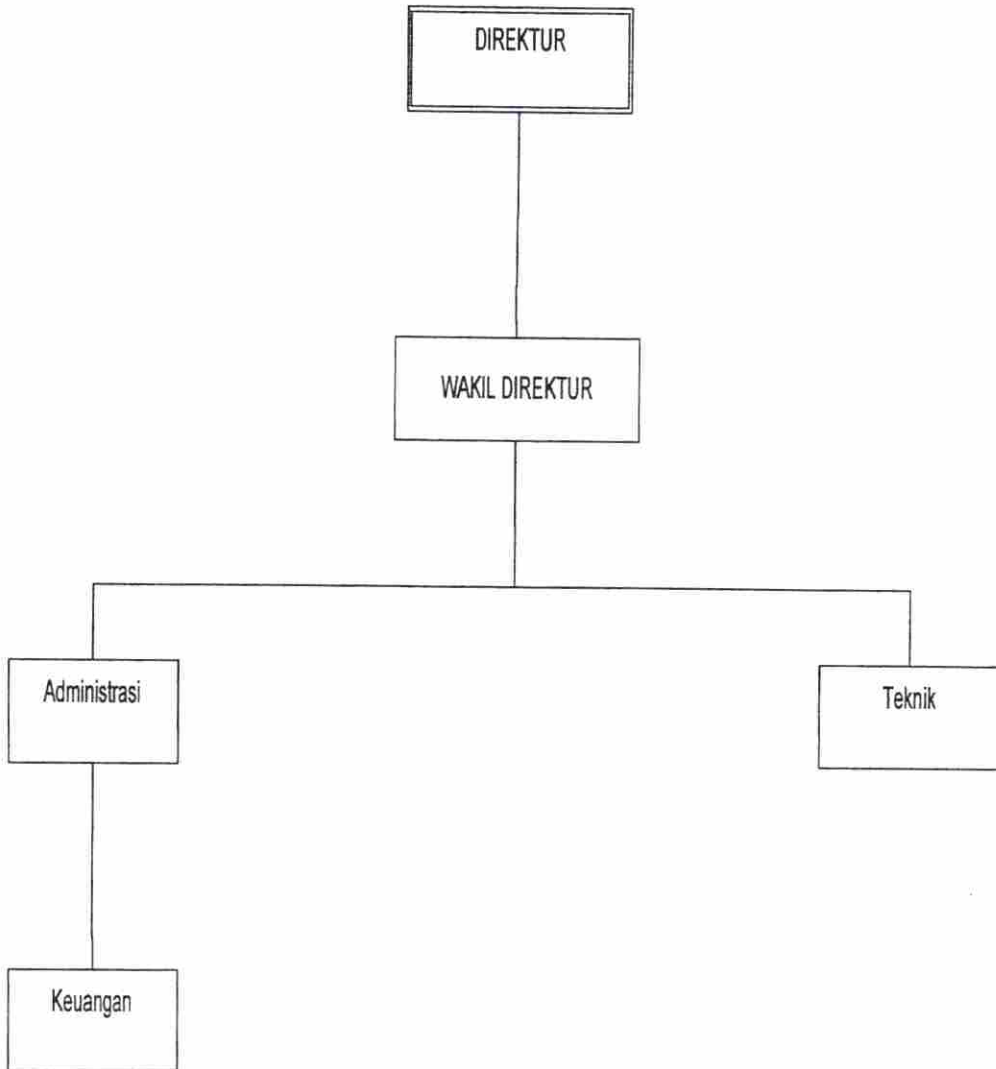 DIREKTUR
WAKIL DIREKTUR
Administrasi
Teknik
Keuangan